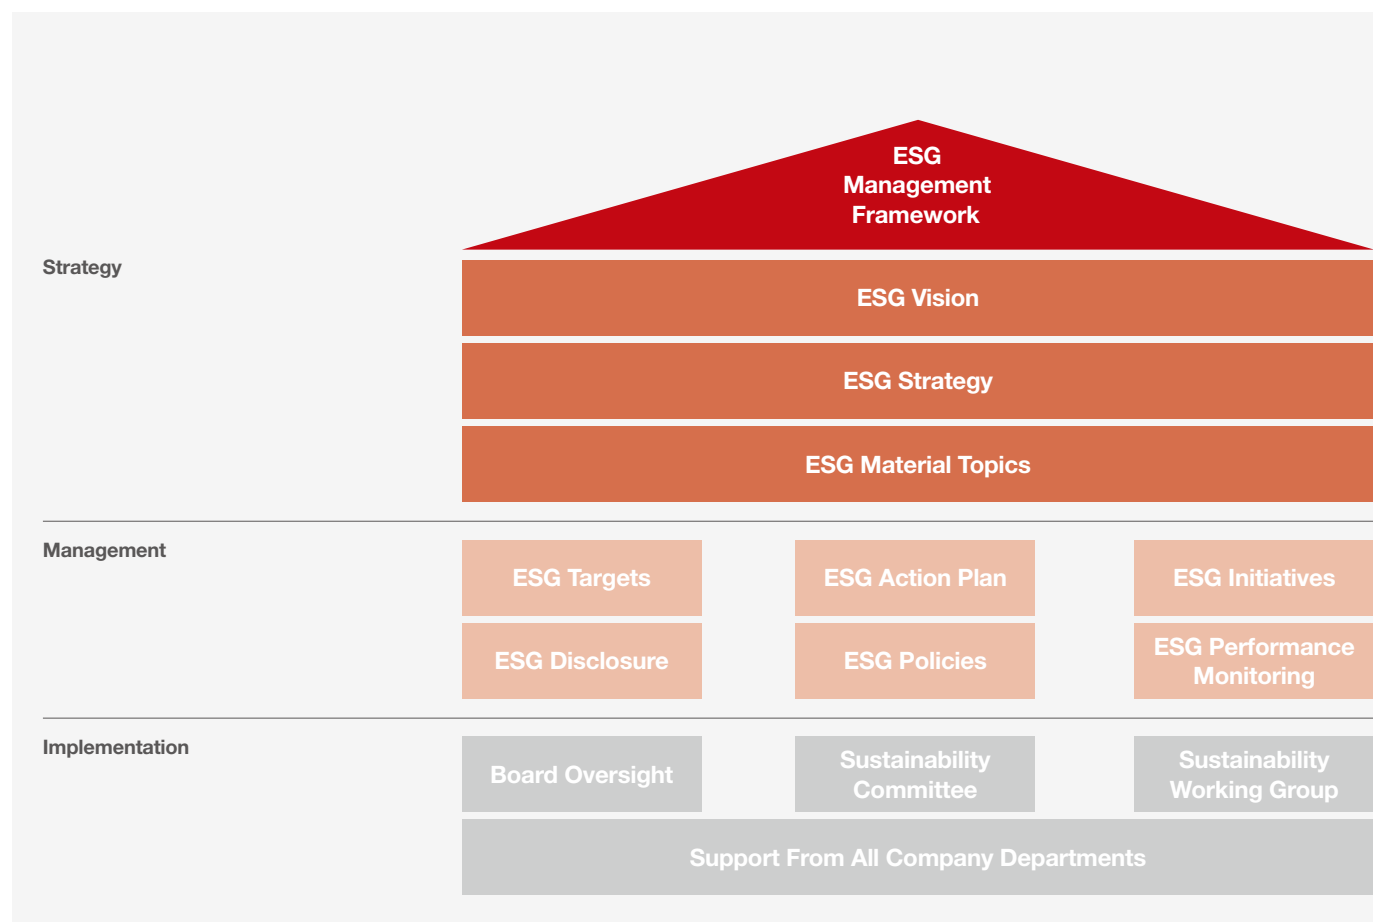 ESG
Management
Framework
Strategy
ESG Vision
ESG Strategy
ESG Material Topics
Management
ESG Targets
ESG Action Plan
ESG Initiatives
ESG Disclosure
ESG Policies
ESG Performance
Monitoring
Implementation
Board Oversight
Sustainability
Committee
Sustainability
Working Group
Support From All Company Departments